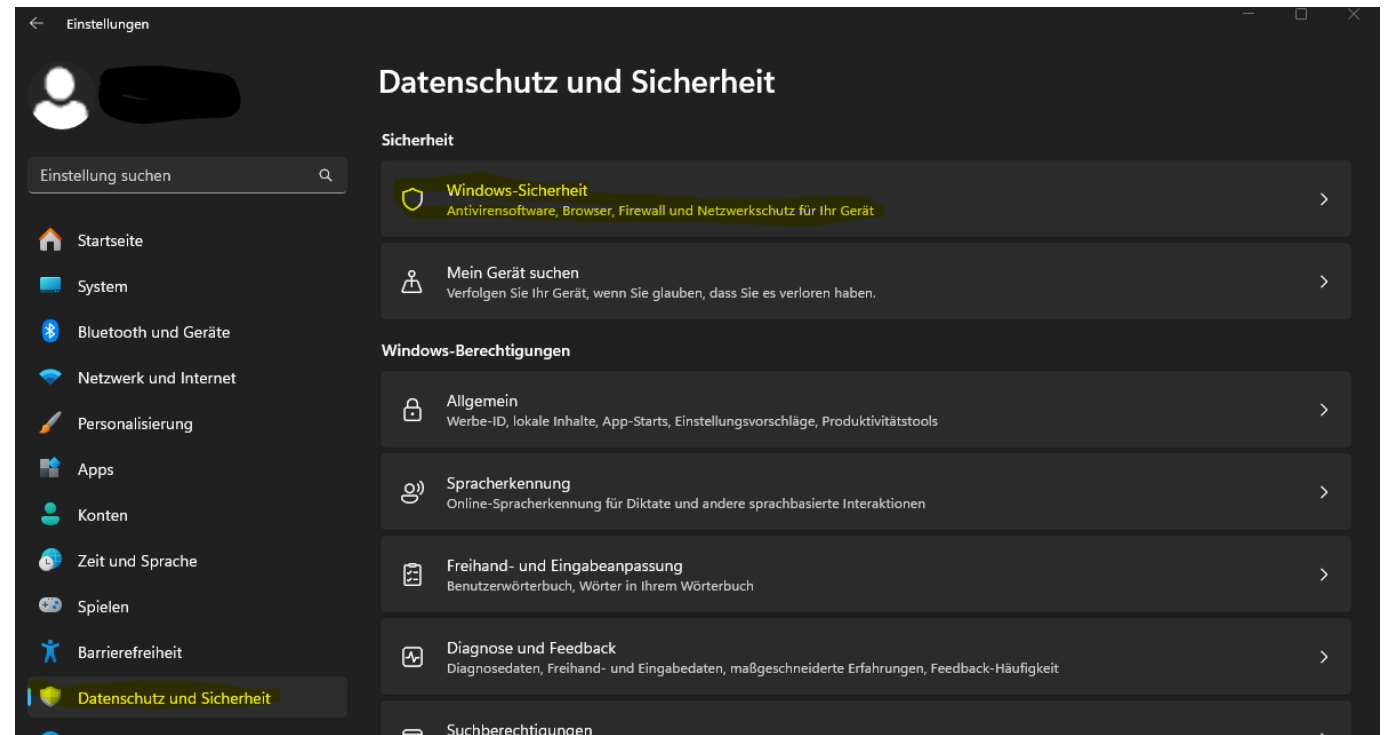 Einstellungen
Einstellung suchen
Startseite
System
Bluetooth und Geräte
Netzwerk und Internet
Personalisierung
Apps
Konten
Zeit und Sprache
Spielen
Barrierefreiheit
Datenschutz und Sicherheit
Datenschutz und Sicherheit
Sicherheit
Windows-Sicherheit
Antivirensoftware, Browser, Firewall und Netzwerkschutz für Ihr Gerät
Mein Gerät suchen
Verfolgen Sie Ihr Gerät, wenn Sie glauben, dass Sie es verloren haben.
Windows-Berechtigungen
Allgemein
Werbe-ID, lokale Inhalte, App-Starts, Einstellungsvorschläge, Produktivitätstools
Spracherkennung
Online-Spracherkennung für Diktate und andere sprachbasierte Interaktionen
Freihand- und Eingabeanpassung
Benutzerwörterbuch, Wörter in Ihrem Wörterbuch
Diagnose und Feedback
Diagnosedaten, Freihand- und Eingabedaten, maßgeschneiderte Erfahrungen, Feedback-Häufigkeit
Suchberechtigungen